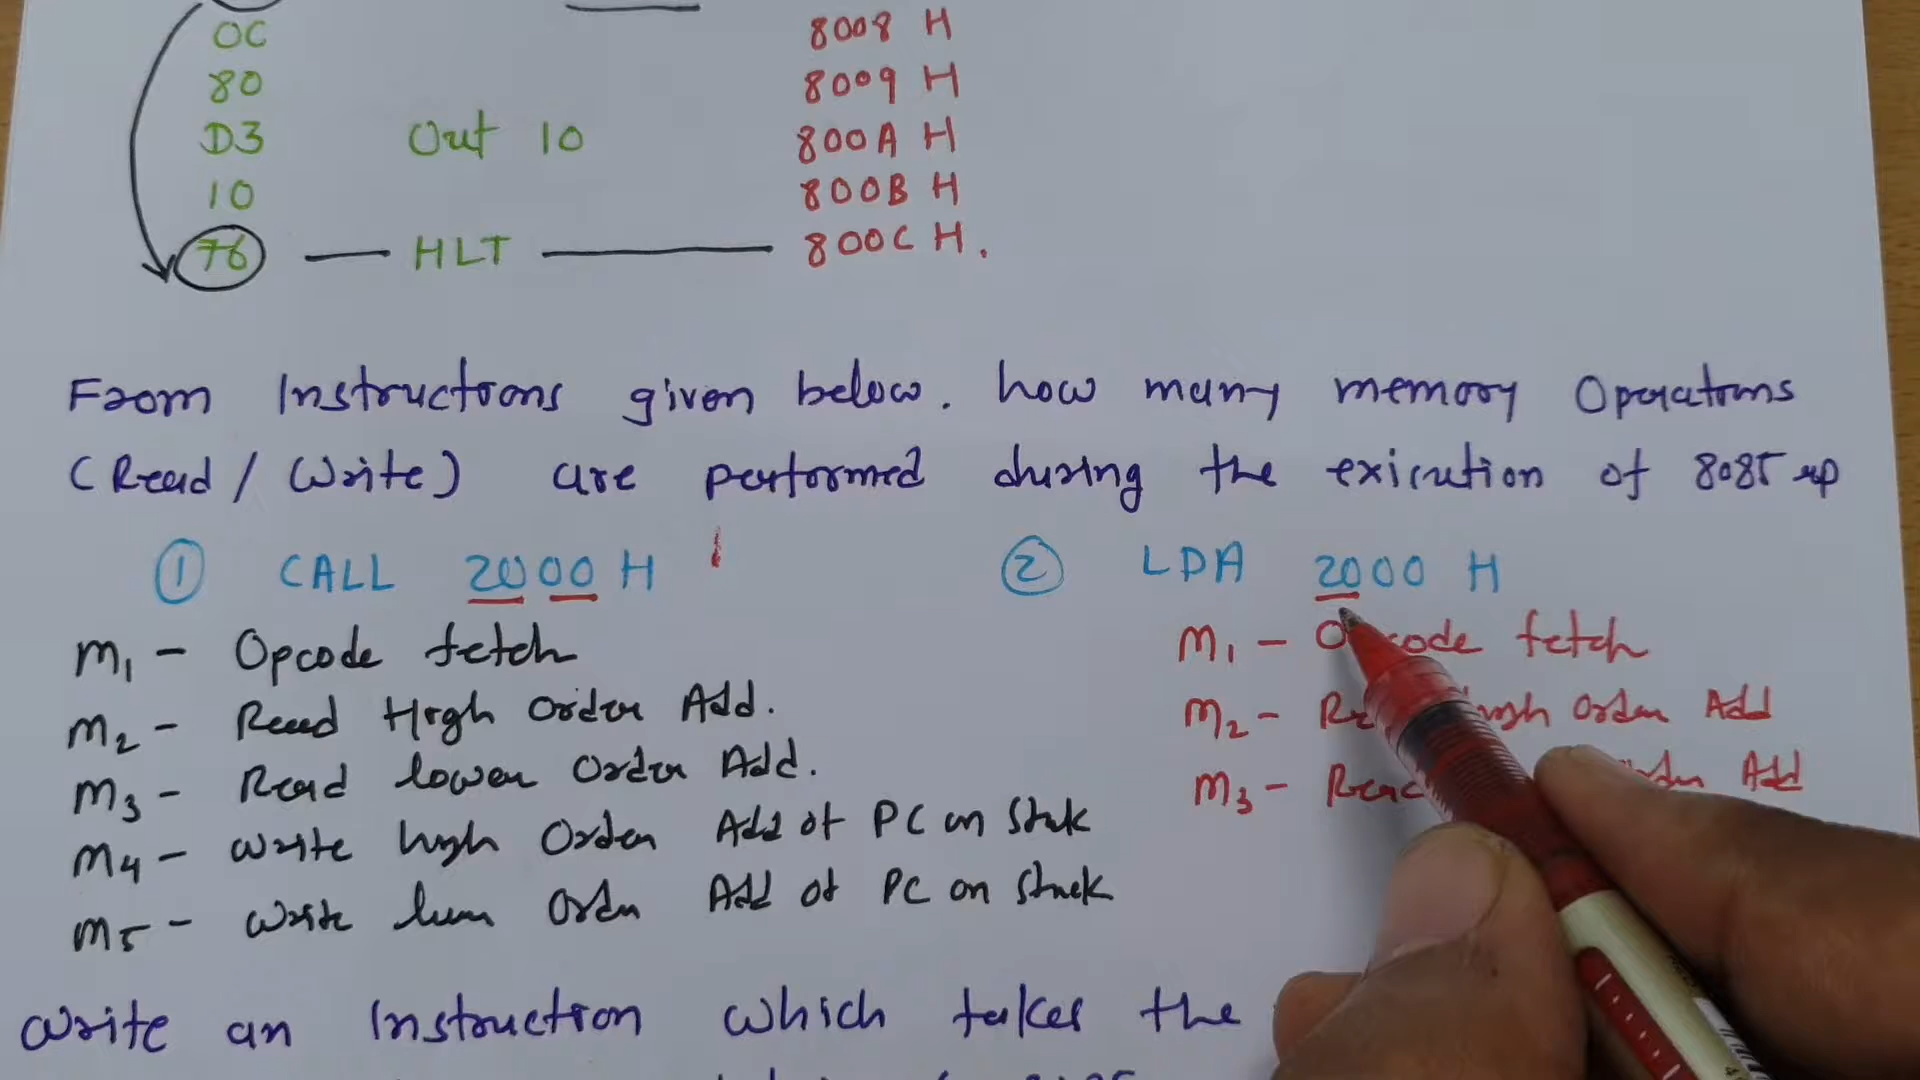 0C 8008 H
80 8009 H
D3 Out 10 800A H
10 800B H
76 — HLT — 800C H.
From Instructions given below. how many memory Operations
(Read / Write) are performed during the exicution of 8085 up
① CALL 2000 H
② LDA 2000 H
M1 - Opcode fetch
M2 - Read High Order Add.
M3 - Read lower Order Add.
M4 - Write high Order Add of PC on Stak
M5 - Write Order Add of PC on Stack
M1 - Opcode fetch
M2 - Order Add
M3 - Add
Write an Instruction which takes the